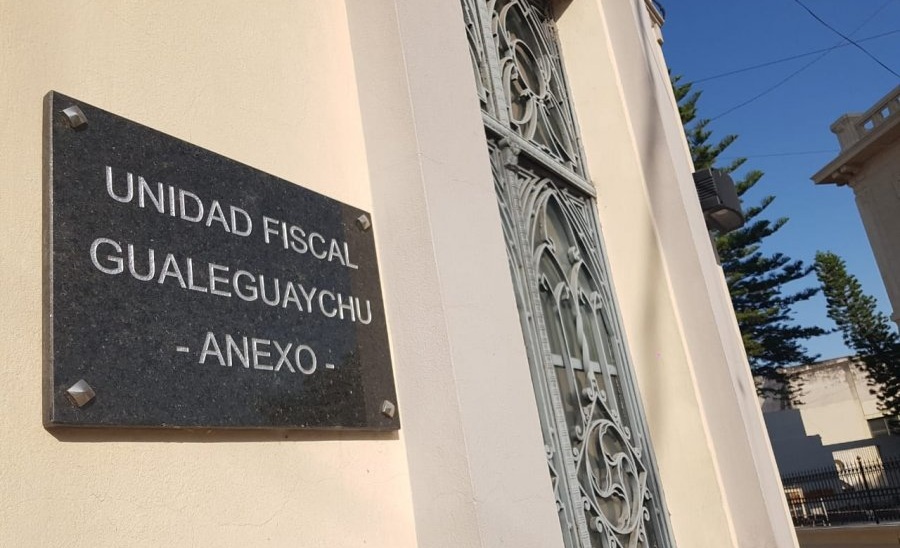 UNIDAD FISCAL
GUALEGUAYCHU
- ANEXO -